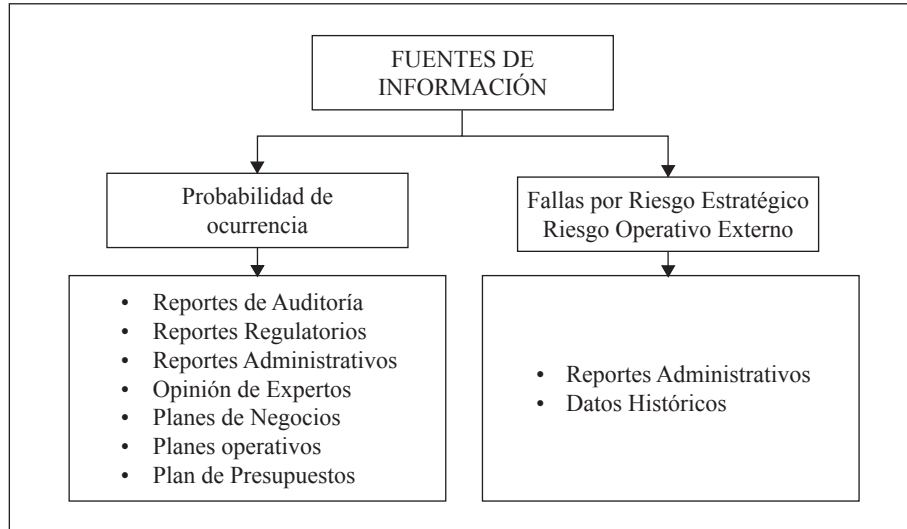 FUENTES DE
INFORMACIÓN
Probabilidad de
ocurrencia
Fallas por Riesgo Estratégico
Riesgo Operativo Externo
• Reportes de Auditoría
• Reportes Regulatorios
• Reportes Administrativos
• Opinión de Expertos
• Planes de Negocios
• Planes operativos
• Plan de Presupuestos
• Reportes Administrativos
• Datos Históricos